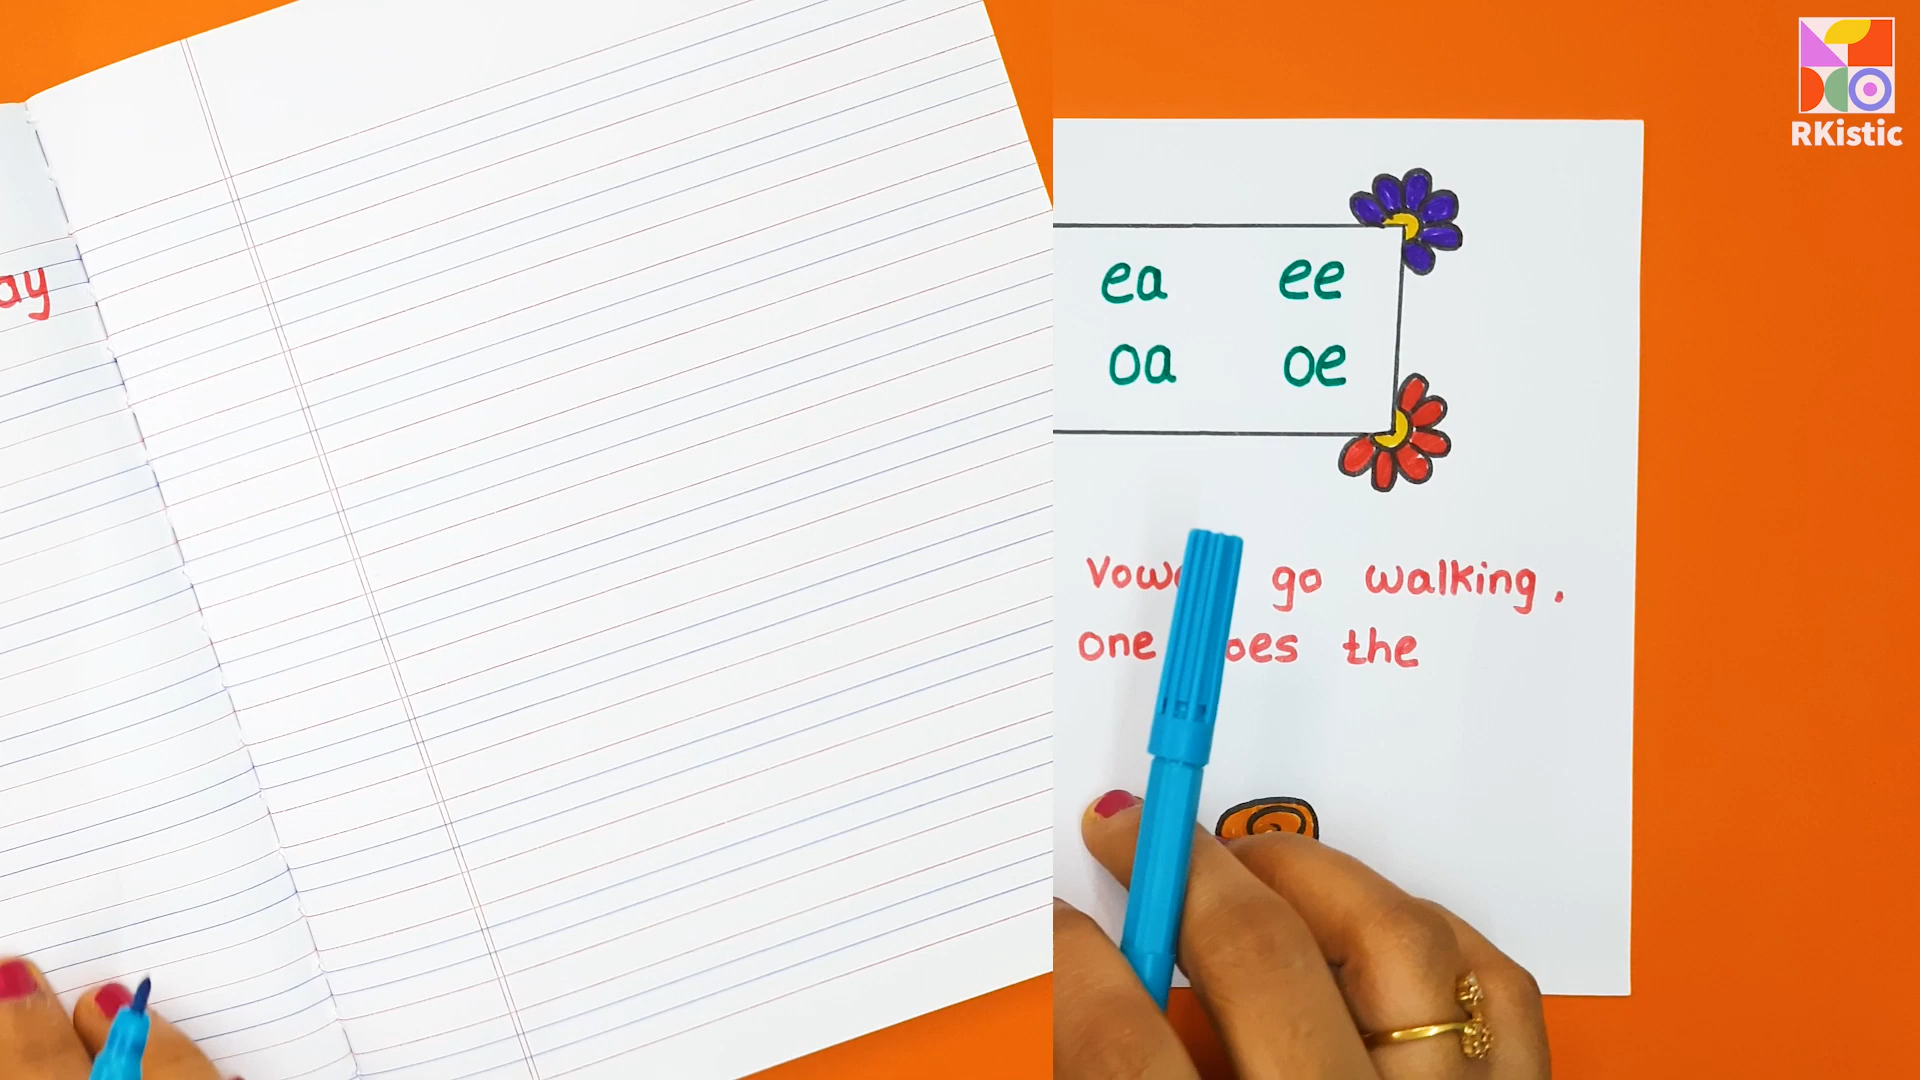 RKistic
ay
ea ee
oa oe
go walking.
one the